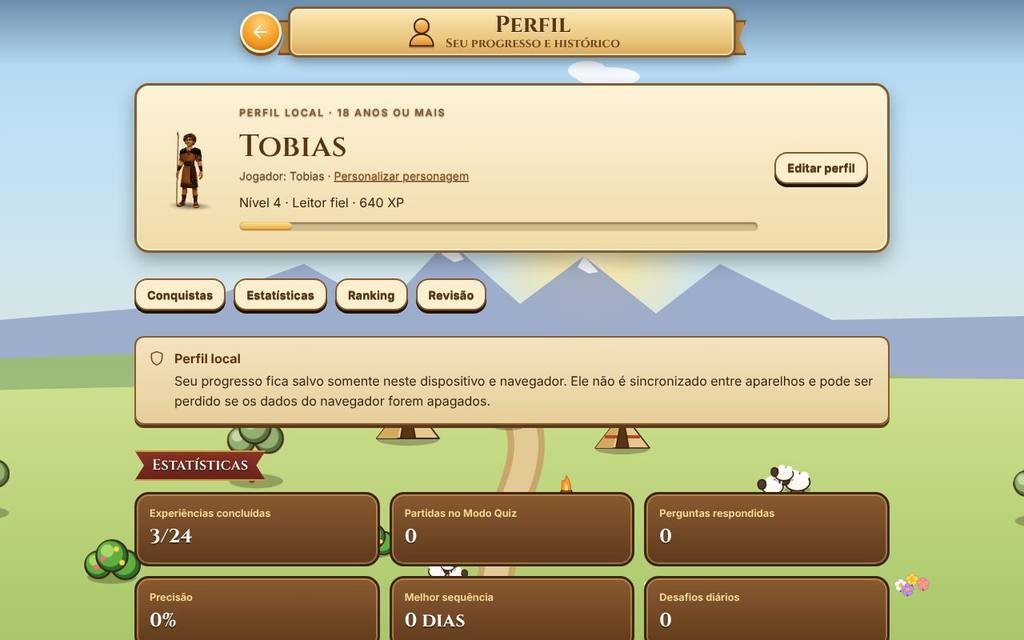 Perfil
Seu progresso e histórico
PERFIL LOCAL · 18 ANOS OU MAIS
Tobias
Jogador: Tobias · Personalizar personagem
Nível 4 · Leitor fiel · 640 XP
Editar perfil
Conquistas
Estatísticas
Ranking
Revisão
Perfil local
Seu progresso fica salvo somente neste dispositivo e navegador. Ele não é sincronizado entre aparelhos e pode ser
perdido se os dados do navegador forem apagados.
Estatísticas
Experiências concluídas
3/24
Partidas no Modo Quiz
0
Perguntas respondidas
0
Precisão
0%
Melhor sequência
0 dias
Desafios diários
0